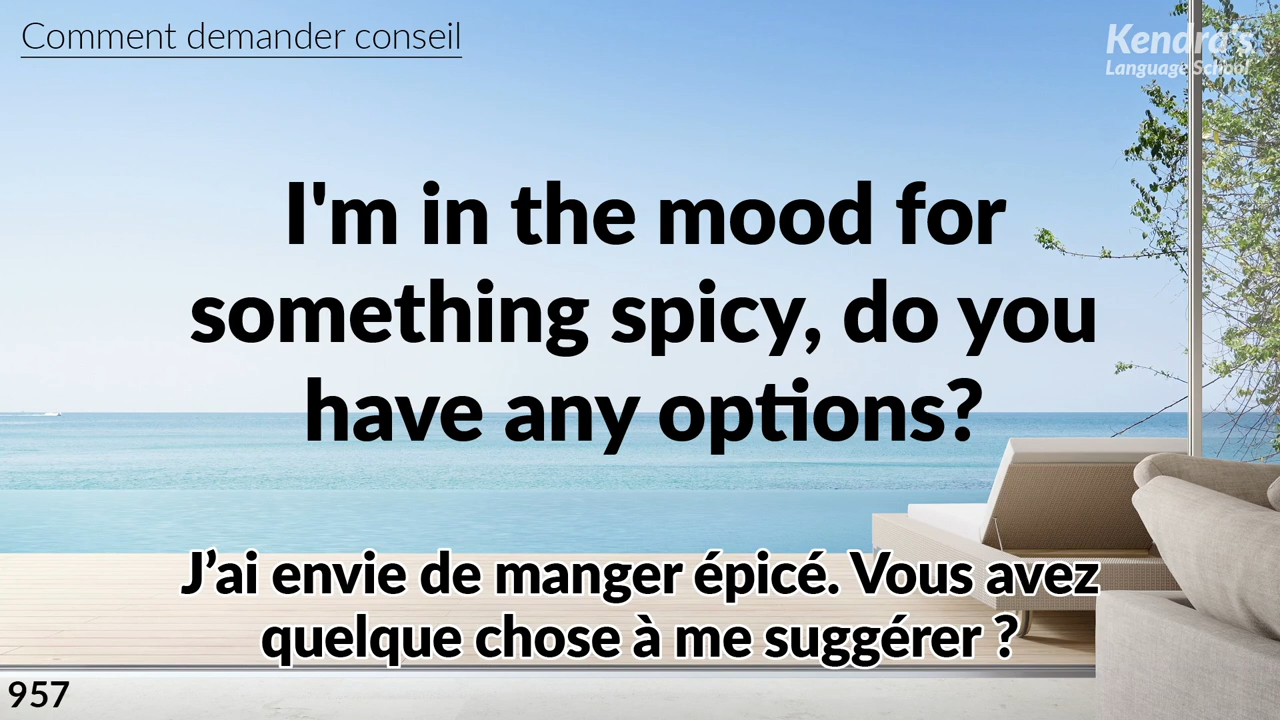 Comment demander conseil
Kendra's
Language School
I'm in the mood for
something spicy, do you
have any options?
J’ai envie de manger épicé. Vous avez
quelque chose à me suggérer ?
957